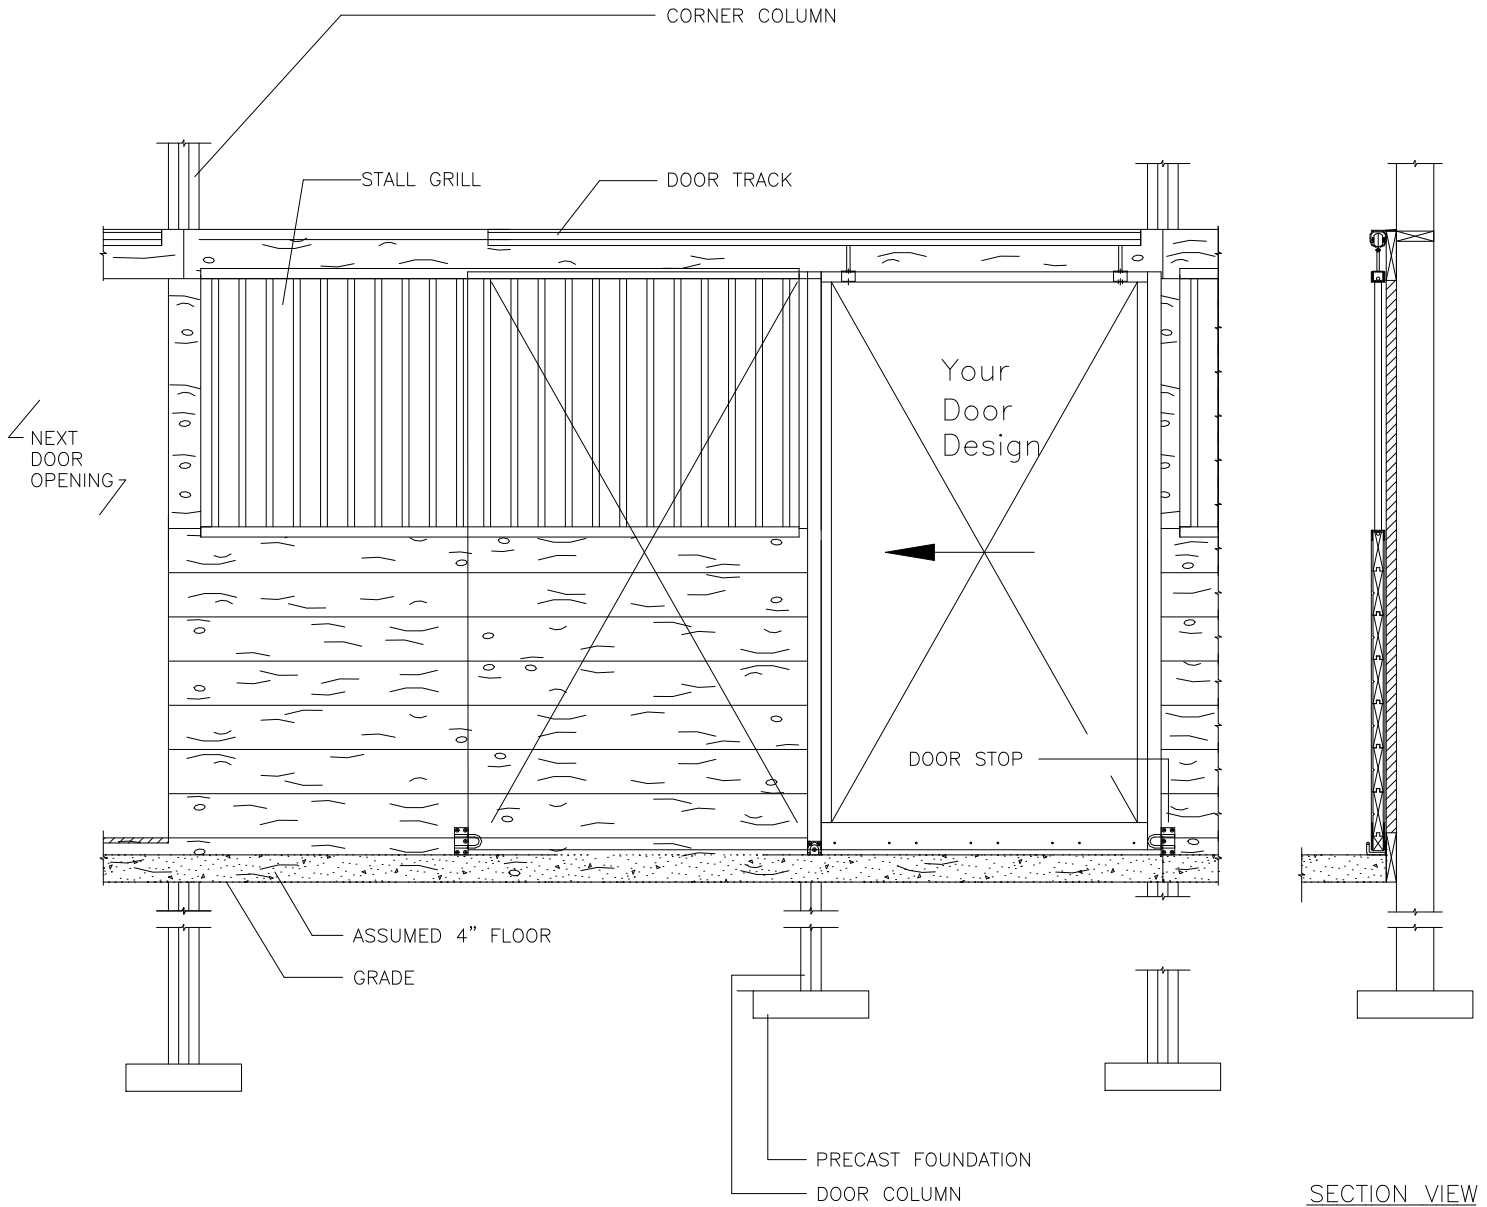 CORNER COLUMN
STALL GRILL
DOOR TRACK
Your
Door
Design
NEXT
DOOR
OPENING
DOOR STOP
ASSUMED 4” FLOOR
GRADE
PRECAST FOUNDATION
DOOR COLUMN
SECTION VIEW